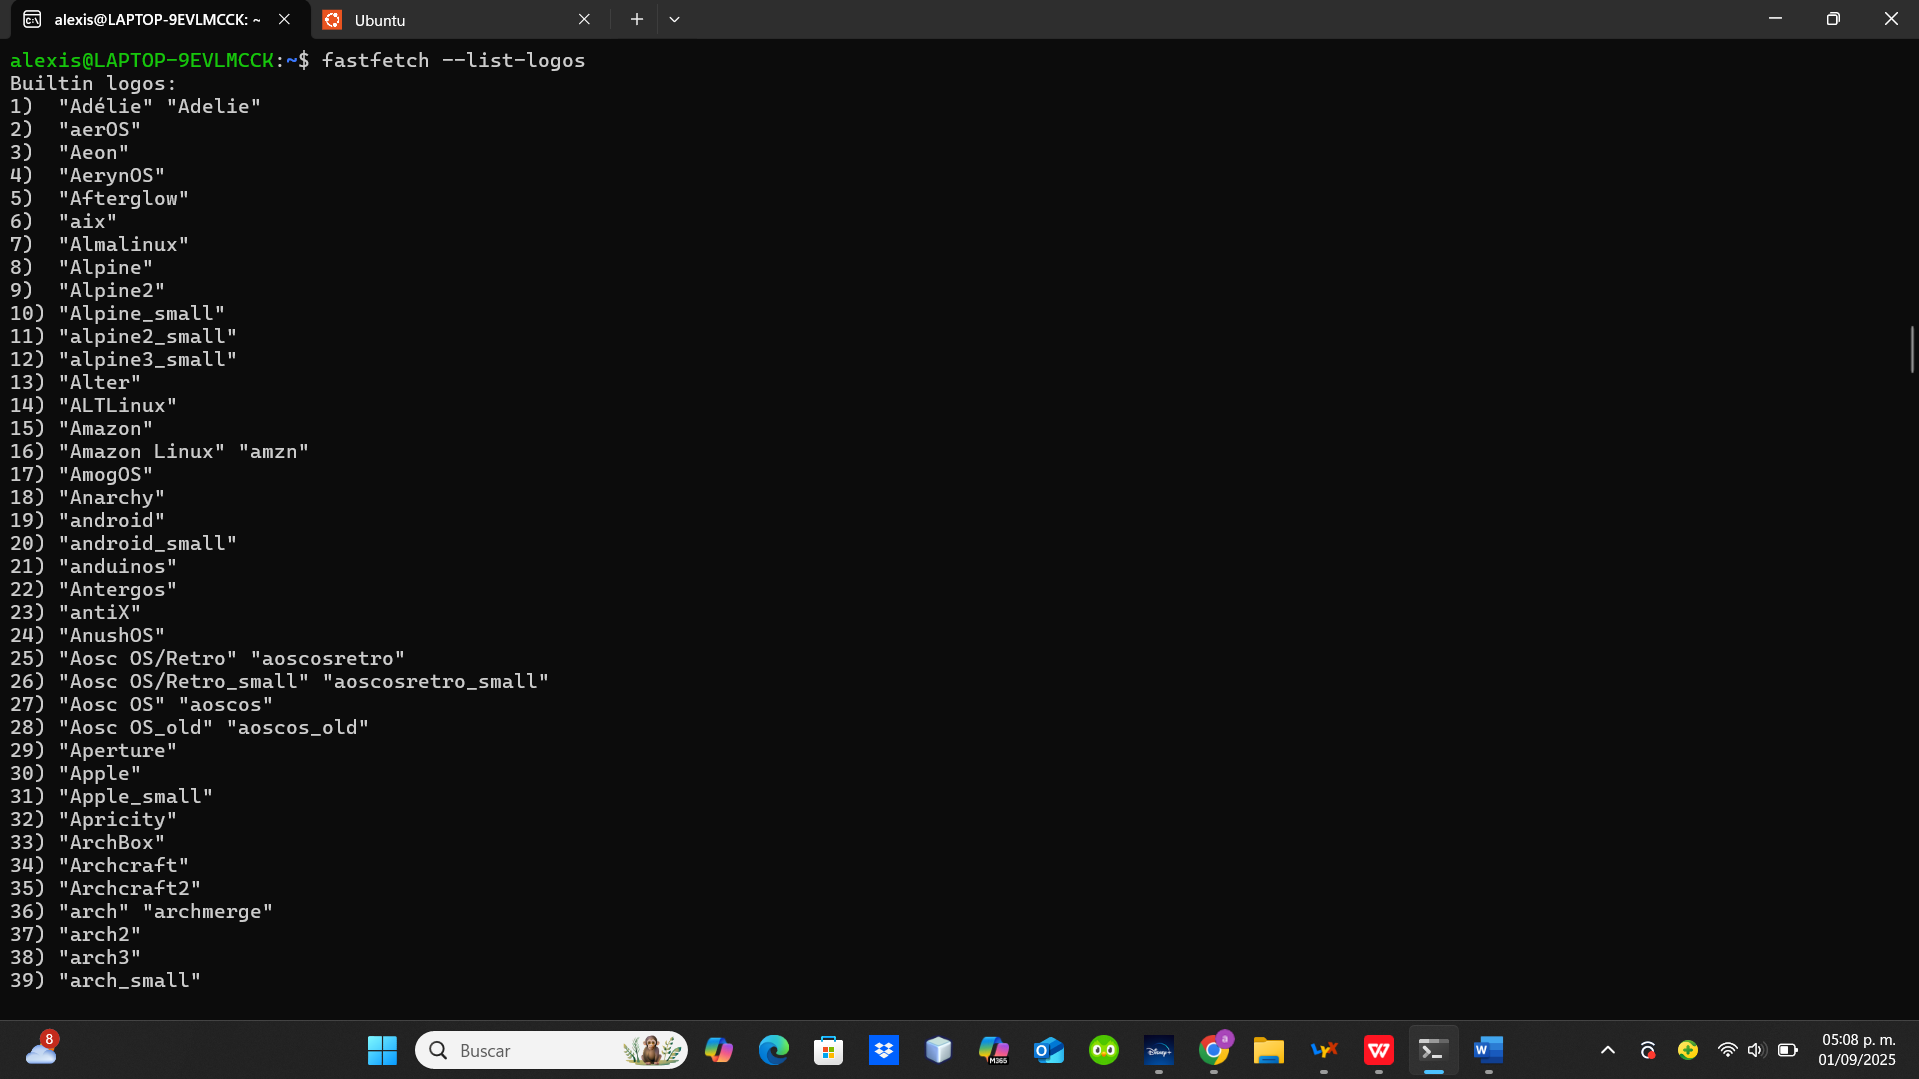 alexis@LAPTOP-9EVLMCCK: ~
Ubuntu
alexis@LAPTOP-9EVLMCCK:~$ fastfetch --list-logos
Builtin logos:
1)  "Adélie" "Adelie"
2)  "aerOS"
3)  "Aeon"
4)  "AerynOS"
5)  "Afterglow"
6)  "aix"
7)  "Almalinux"
8)  "Alpine"
9)  "Alpine2"
10) "Alpine_small"
11) "alpine2_small"
12) "alpine3_small"
13) "Alter"
14) "ALTLinux"
15) "Amazon"
16) "Amazon Linux" "amzn"
17) "AmogOS"
18) "Anarchy"
19) "android"
20) "android_small"
21) "anduinos"
22) "Antergos"
23) "antiX"
24) "AnushOS"
25) "Aosc OS/Retro" "aoscosretro"
26) "Aosc OS/Retro_small" "aoscosretro_small"
27) "Aosc OS" "aoscos"
28) "Aosc OS_old" "aoscos_old"
29) "Aperture"
30) "Apple"
31) "Apple_small"
32) "Apricity"
33) "ArchBox"
34) "Archcraft"
35) "Archcraft2"
36) "arch" "archmerge"
37) "arch2"
38) "arch3"
39) "arch_small"
8
Buscar
M365
Disney+
a
LyX
W
05:08 p. m.
01/09/2025